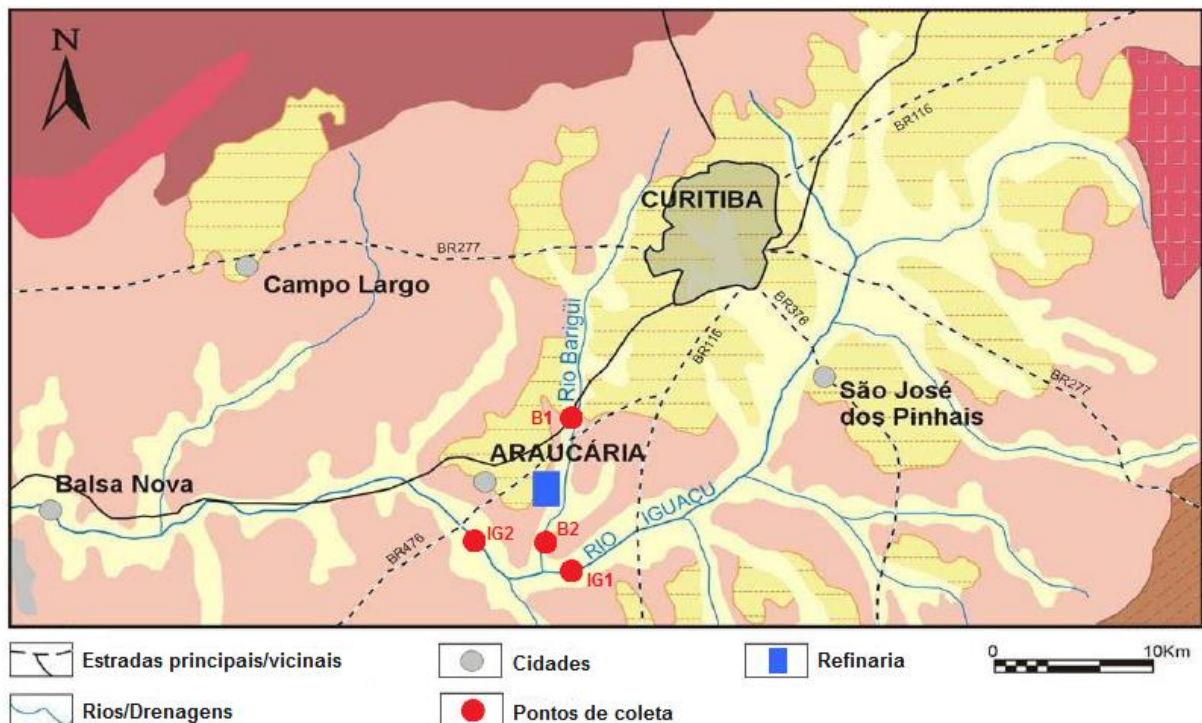 N
BR116
CURITIBA
BR277
Campo Largo
Rio Barigüi
BR376
BR116
BR277
São José
dos Pinhais
B1
ARAUCÁRIA
Balsa Nova
RIO IGUAÇU
IG2
B2
BR476
IG1
Estradas principais/vicinais
Cidades
Refinaria
0 10Km
Rios/Drenagens
Pontos de coleta